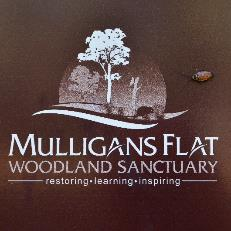 MULLIGANS FLAT
WOODLAND SANCTUARY
restoring•learning•inspiring